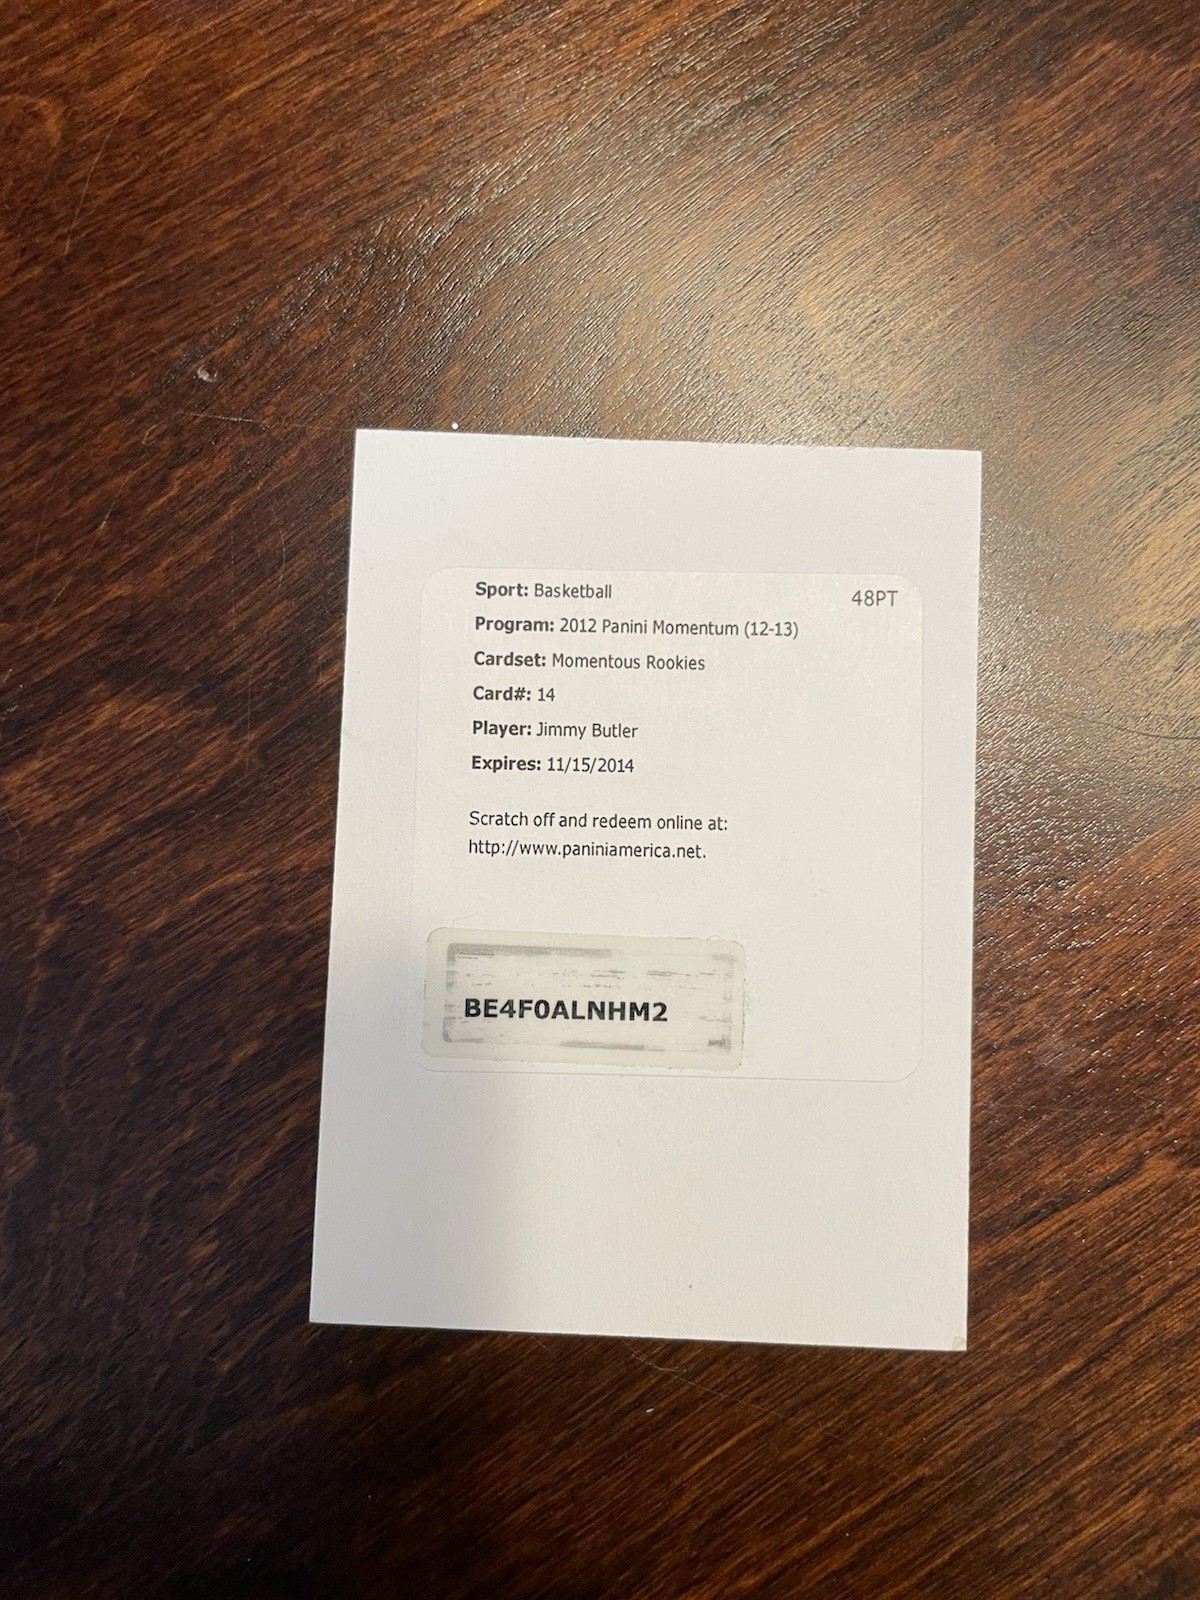 Sport: Basketball
48PT
Program: 2012 Panini Momentum (12-13)
Cardset: Momentous Rookies
Card#: 14
Player: Jimmy Butler
Expires: 11/15/2014
Scratch off and redeem online at:
http://www.paniniamerica.net.
BE4F0ALNHM2